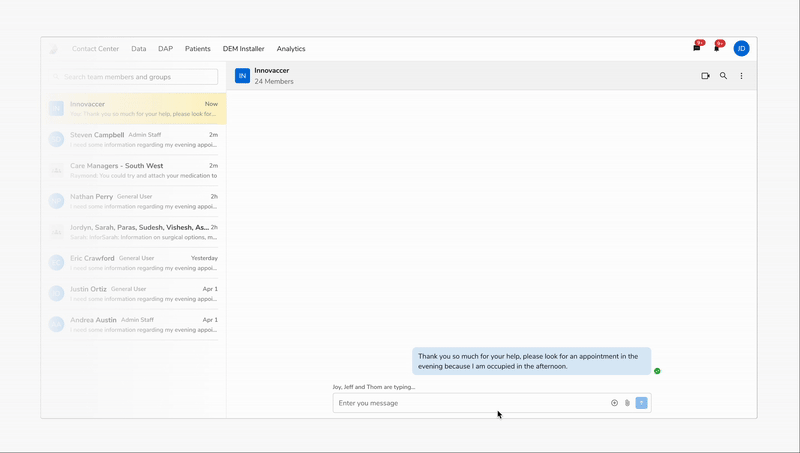 Contact Center Data DAP Patients DEM Installer Analytics 9+ 9+ JD
Search team members and groups
IN Innovaccer
24 Members
Innovaccer Now
You: Thank you so much for your help, please look for...
Steven Campbell Admin Staff 2m
I need some information regarding my evening appoi...
Care Managers - South West 2m
Raymond: You could try and attach your medication to
Nathan Perry General User 2h
I need some information regarding my evening appoi...
Jordyn, Sarah, Paras, Sudesh, Vishesh, As... 2h
Information on surgical options, m...
Eric Crawford General User Yesterday
I need some information regarding my evening appoi...
Justin Ortiz General User Apr 1
I need some information regarding my evening appoi...
Andrea Austin Admin Staff Apr 1
I need some information regarding my evening appoi...
Thank you so much for your help, please look for an appointment in the
evening because I am occupied in the afternoon.
Joy, Jeff and Thom are typing...
Enter you message